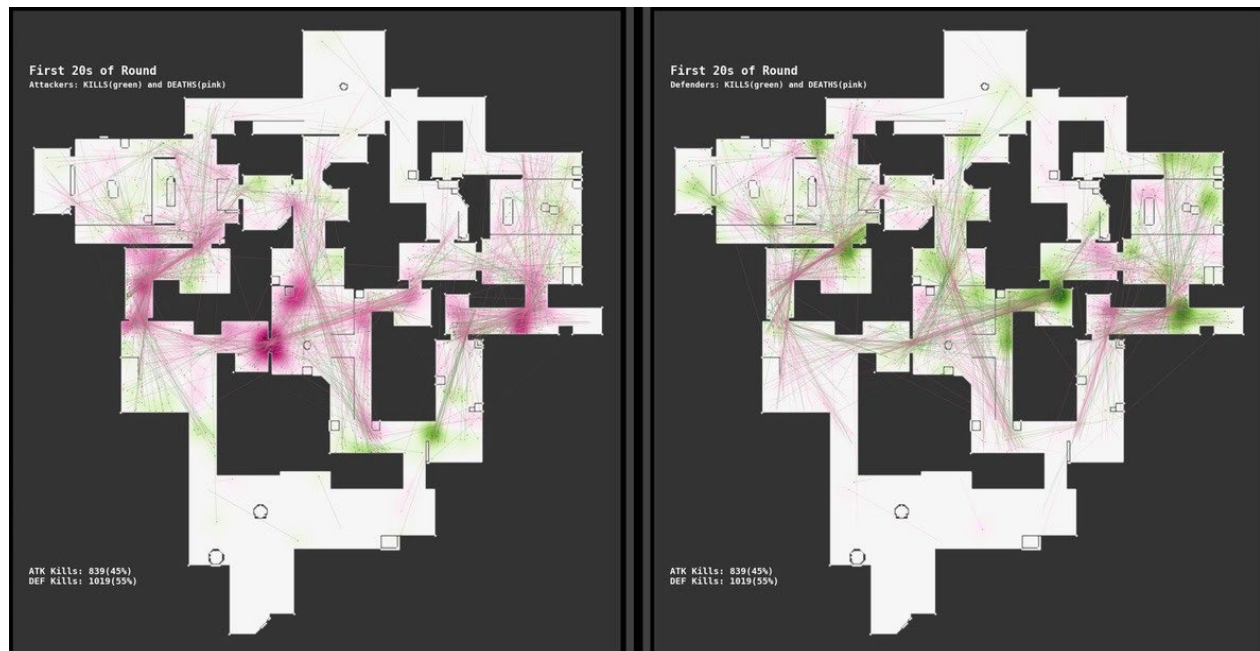 First 20s of Round
Attackers: KILLS(green) and DEATHS(pink)
ATK Kills: 839(45%)
DEF Kills: 1019(55%)
First 20s of Round
Defenders: KILLS(green) and DEATHS(pink)
ATK Kills: 839(45%)
DEF Kills: 1019(55%)